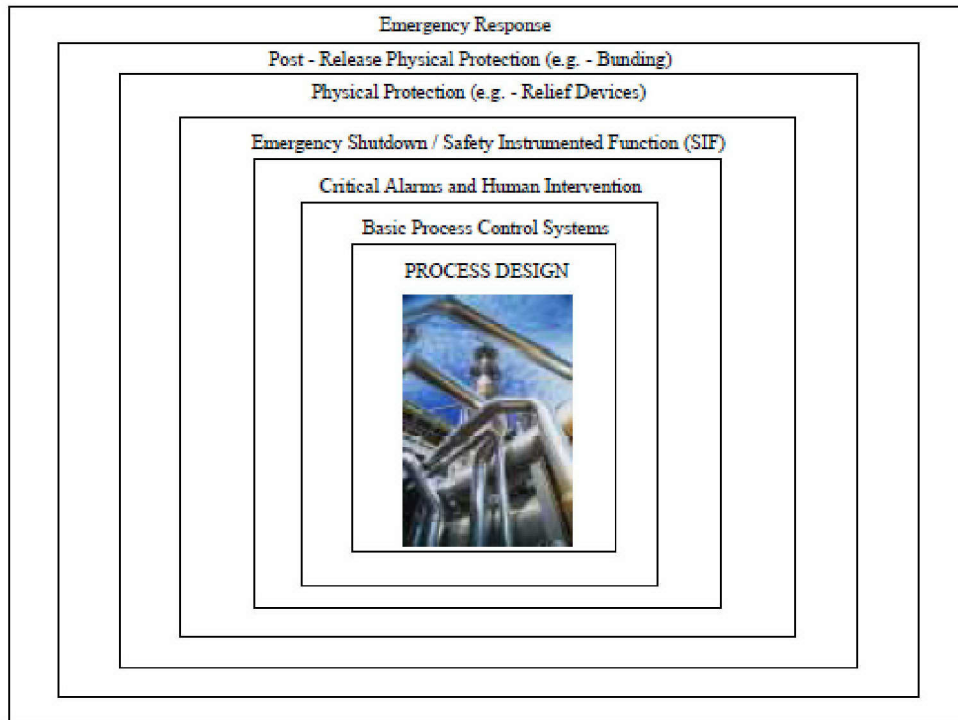 Emergency Response
Post - Release Physical Protection (e.g. - Bunding)
Physical Protection (e.g. - Relief Devices)
Emergency Shutdown / Safety Instrumented Function (SIF)
Critical Alarms and Human Intervention
Basic Process Control Systems
PROCESS DESIGN